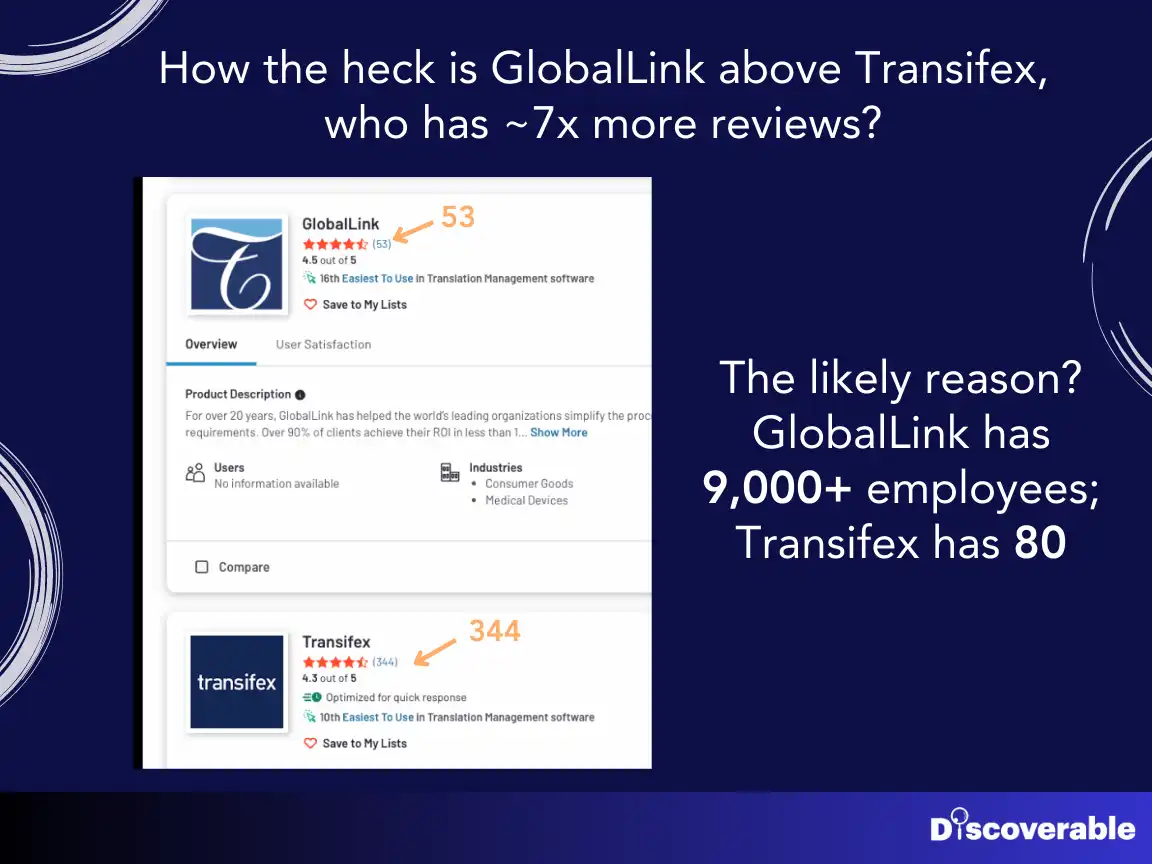 How the heck is GlobalLink above Transifex,
who has ~7x more reviews?
GlobalLink
(53)
53
4.5 out of 5
16th Easiest To Use in Translation Management software
Save to My Lists
Overview
User Satisfaction
Product Description
For over 20 years, GlobalLink has helped the world's leading organizations simplify the
requirements. Over 90% of clients achieve their ROI in less than 1... Show More
Users
No information available
Industries
Consumer Goods
Medical Devices
Compare
transifex
Transifex
(344)
344
4.3 out of 5
Optimized for quick response
10th Easiest To Use in Translation Management software
Save to My Lists
The likely reason?
GlobalLink has
9,000+ employees;
Transifex has 80
Discoverable